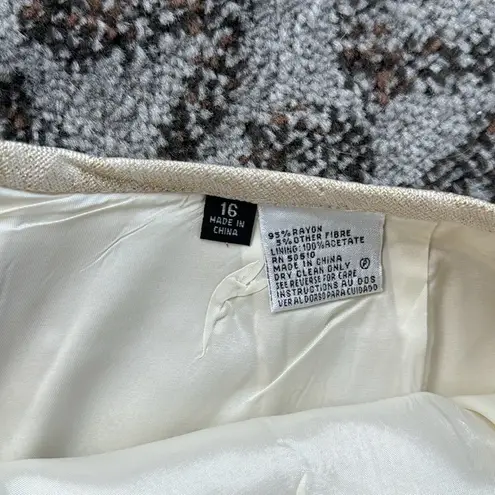 16
MADE IN
CHINA
95% RAYON
5% OTHER FIBRE
LINING: 100% ACETATE
RN 50610
MADE IN CHINA
DRY CLEAN ONLY
P
SEE REVERSE FOR CARE
INSTRUCTIONS AU DOS
VER AL DORSO PARA CUIDADO